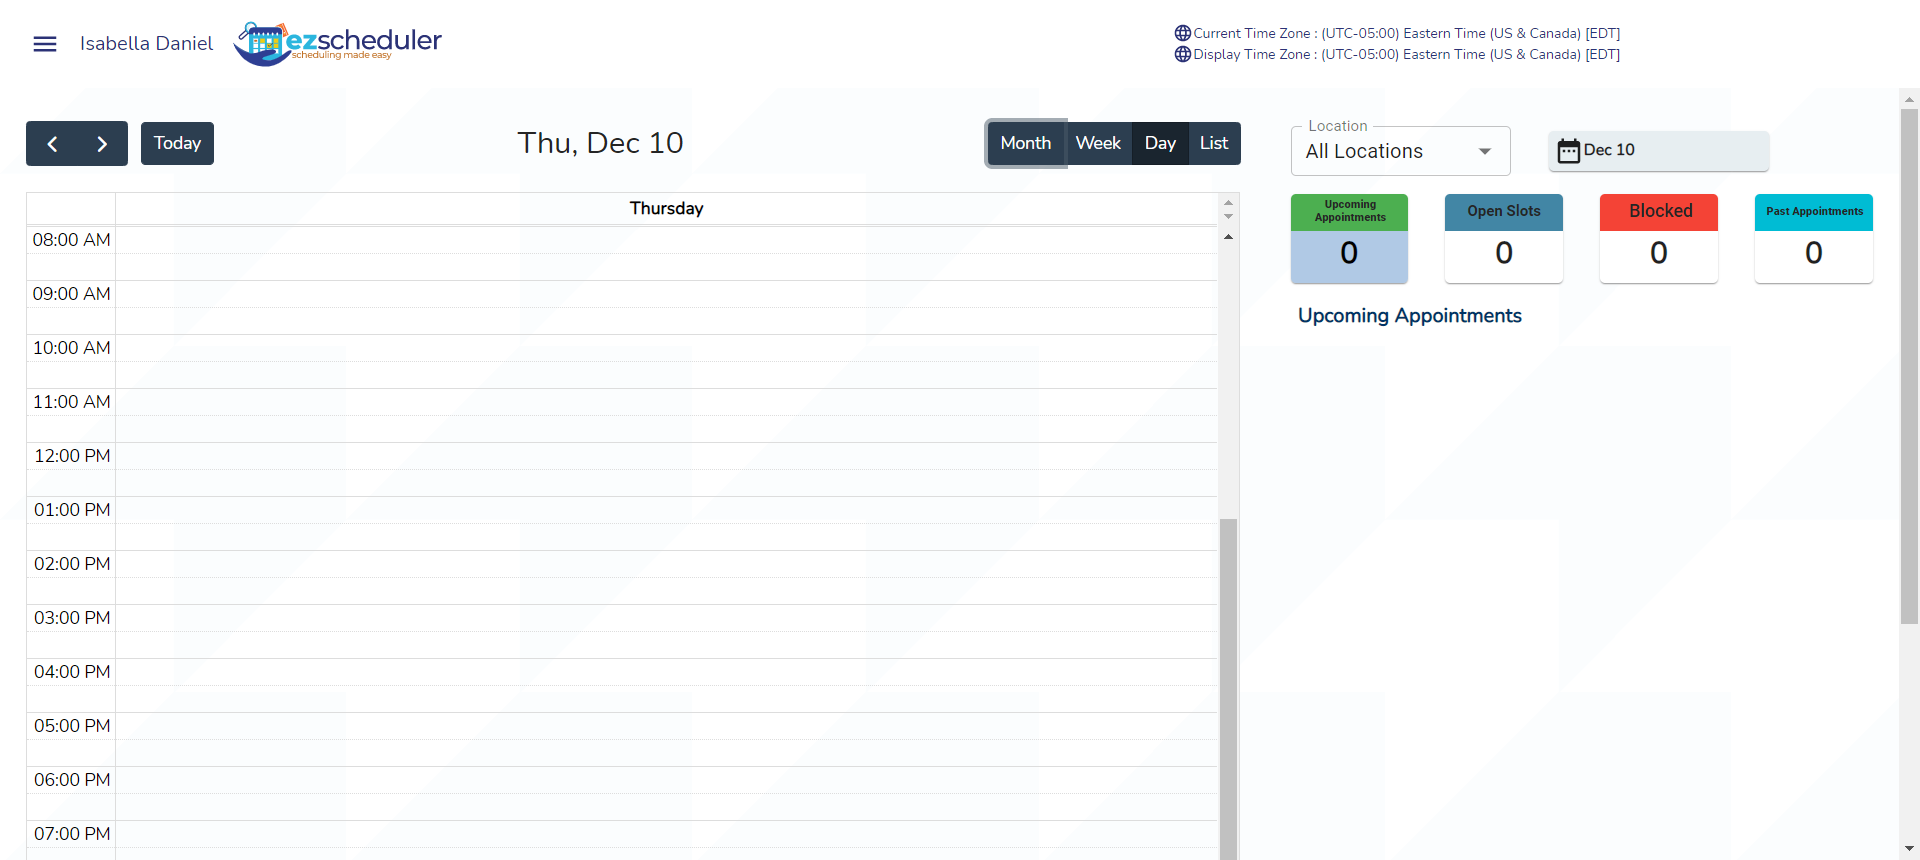 Isabella Daniel
ezscheduler
scheduling made easy
Current Time Zone : (UTC-05:00) Eastern Time (US & Canada) [EDT]
Display Time Zone : (UTC-05:00) Eastern Time (US & Canada) [EDT]
Today
Thu, Dec 10
Month Week Day List
Location
All Locations
Dec 10
Thursday
08:00 AM
09:00 AM
10:00 AM
11:00 AM
12:00 PM
01:00 PM
02:00 PM
03:00 PM
04:00 PM
05:00 PM
06:00 PM
07:00 PM
Upcoming
Appointments
0
Open Slots
0
Blocked
0
Past Appointments
0
Upcoming Appointments